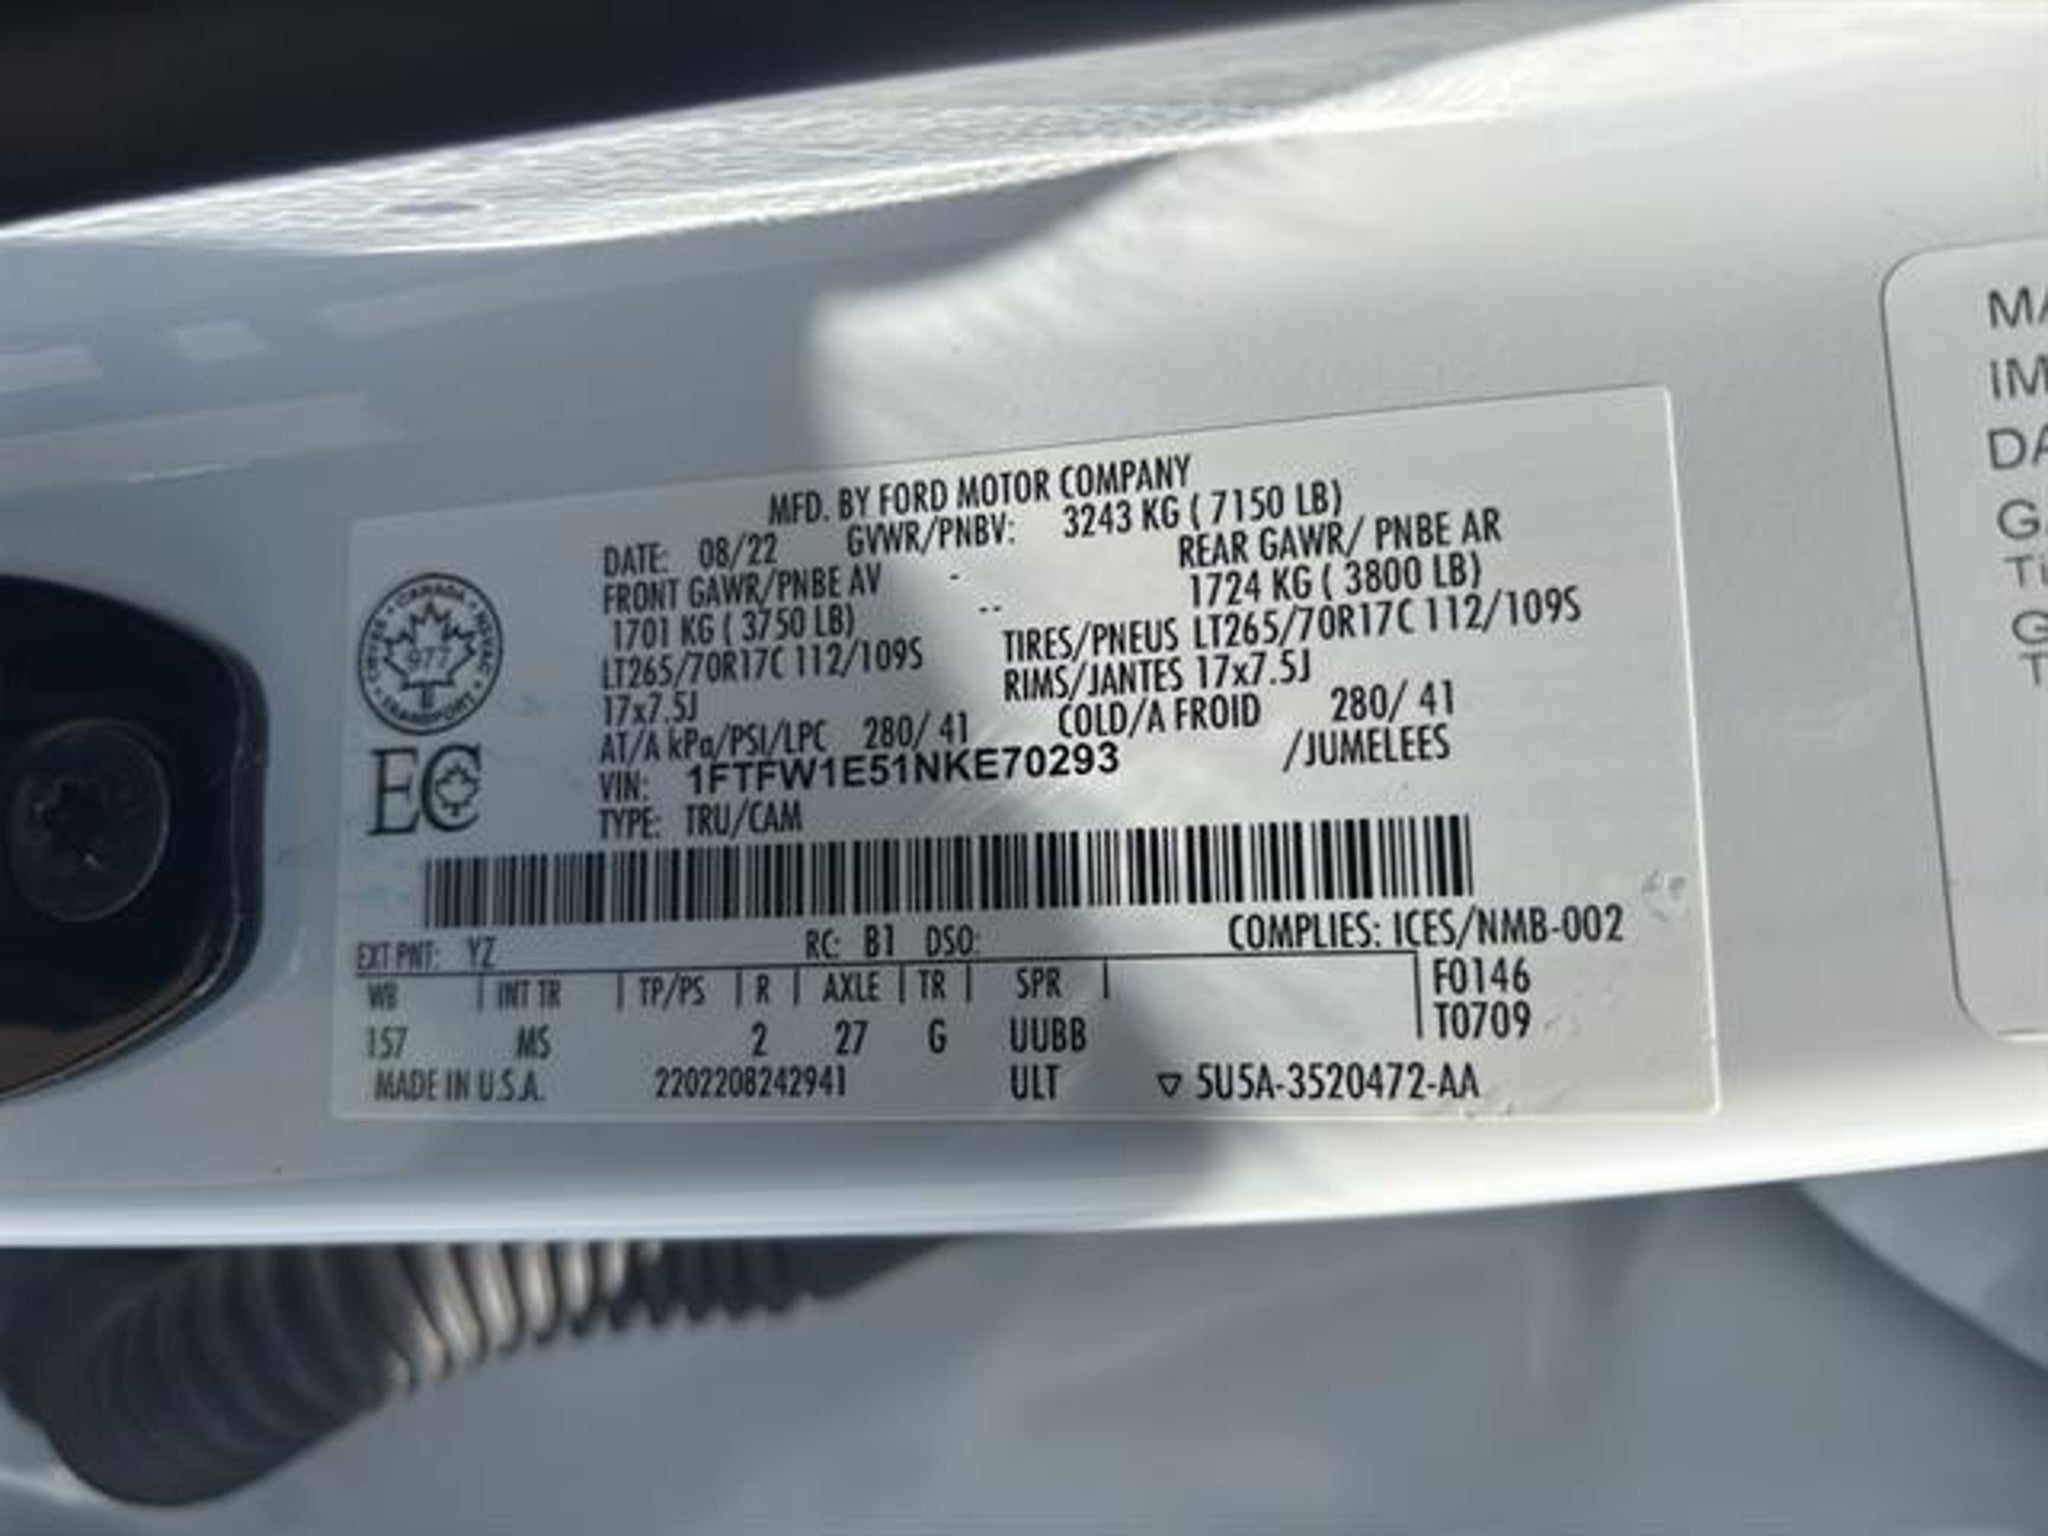 MFD. BY FORD MOTOR COMPANY
DATE: 08/22 GVWR/PNBV: 3243 KG ( 7150 LB)
FRONT GAWR/PNBE AV - REAR GAWR/ PNBE AR
1701 KG ( 3750 LB) -- 1724 KG ( 3800 LB)
LT265/70R17C 112/109S TIRES/PNEUS LT265/70R17C 112/109S
17x7.5J RIMS/JANTES 17x7.5J
AT/A kPa/PSI/LPC 280/ 41 COLD/A FROID 280/ 41
VIN: 1FTFW1E51NKE70293 /JUMELEES
TYPE: TRU/CAM
CANADA
977
TRANSPORT
EC
EXT PNT: YZ RC: B1 DSO: COMPLIES: ICES/NMB-002
WB | INT TR | TP/PS | R | AXLE | TR | SPR | F0146
T0709
157 MS 2 27 G UUBB
MADE IN U.S.A. 2202208242941 ULT ▽ 5U5A-3520472-AA
MA
IM
DA
G
Ti
G
T